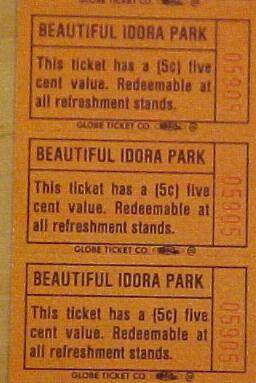 GLOBE TICKET CO.
BEAUTIFUL IDORA PARK
This ticket has a (5c) five
cent value. Redeemable at
all refreshment stands.
05905
GLOBE TICKET CO.
BEAUTIFUL IDORA PARK
This ticket has a (5c) five
cent value. Redeemable at
all refreshment stands.
05905
GLOBE TICKET CO.
BEAUTIFUL IDORA PARK
This ticket has a (5c) five
cent value. Redeemable at
all refreshment stands.
05905
GLOBE TICKET CO.